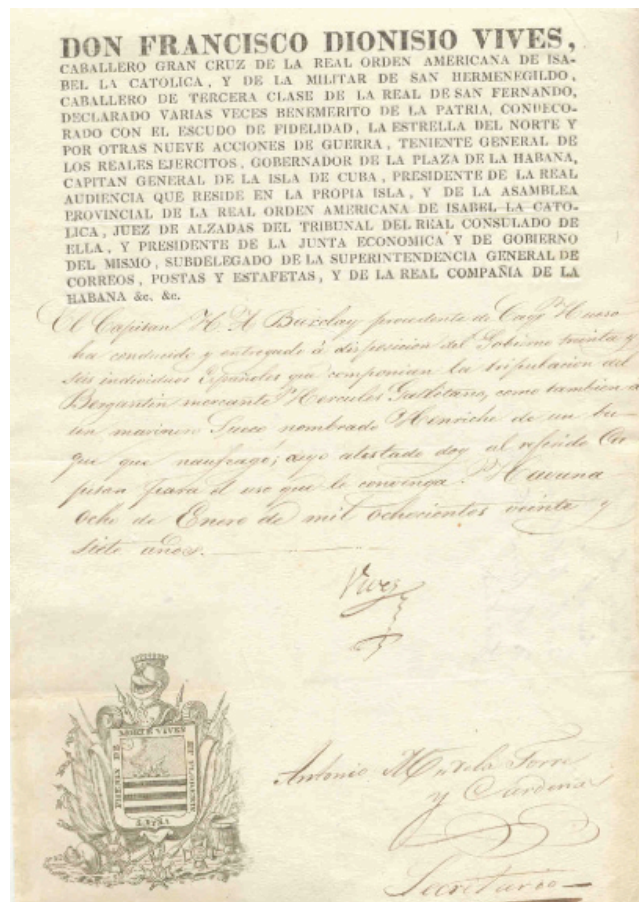 DON FRANCISCO DIONISIO VIVES,
CABALLERO GRAN CRUZ DE LA REAL ORDEN AMERICANA DE ISA-
BEL LA CATOLICA, Y DE LA MILITAR DE SAN HERMENEGILDO,
CABALLERO DE TERCERA CLASE DE LA REAL DE SAN FERNANDO,
DECLARADO VARIAS VECES BENEMERITO DE LA PATRIA, CONDECO-
RADO CON EL ESCUDO DE FIDELIDAD, LA ESTRELLA DEL NORTE Y
POR OTRAS NUEVE ACCIONES DE GUERRA, TENIENTE GENERAL DE
LOS REALES EJERCITOS, GOBERNADOR DE LA PLAZA DE LA HABANA,
CAPITAN GENERAL DE LA ISLA DE CUBA, PRESIDENTE DE LA REAL
AUDIENCIA QUE RESIDE EN LA PROPIA ISLA, Y DE LA ASAMBLEA
PROVINCIAL DE LA REAL ORDEN AMERICANA DE ISABEL LA CATO-
LICA, JUEZ DE ALZADAS DEL TRIBUNAL DEL REAL CONSULADO DE
ELLA, Y PRESIDENTE DE LA JUNTA ECONOMICA Y DE GOBIERNO
DEL MISMO, SUBDELEGADO DE LA SUPERINTENDENCIA GENERAL DE
CORREOS, POSTAS Y ESTAFETAS, Y DE LA REAL COMPAÑIA DE LA
HABANA &c. &c.
El Capitan H A Barclay procedente de Cayo Hueso
ha conducido y entregado á disposicion del Gobierno treinta y
seis individuos Españoles que componian la tripulacion del
Bergantin mercante Hercules Gaditano, como tambien a
un marinero Sueco nombrado Henriche de un bu-
que que naufragó; cuyo atestado doy al referido Ca
pitan para el uso que le convenga. Havana
ocho de Enero de mil ochocientos veinte y
siete años.
Vives
Antonio de la Torre
y Cardenas
Secretario